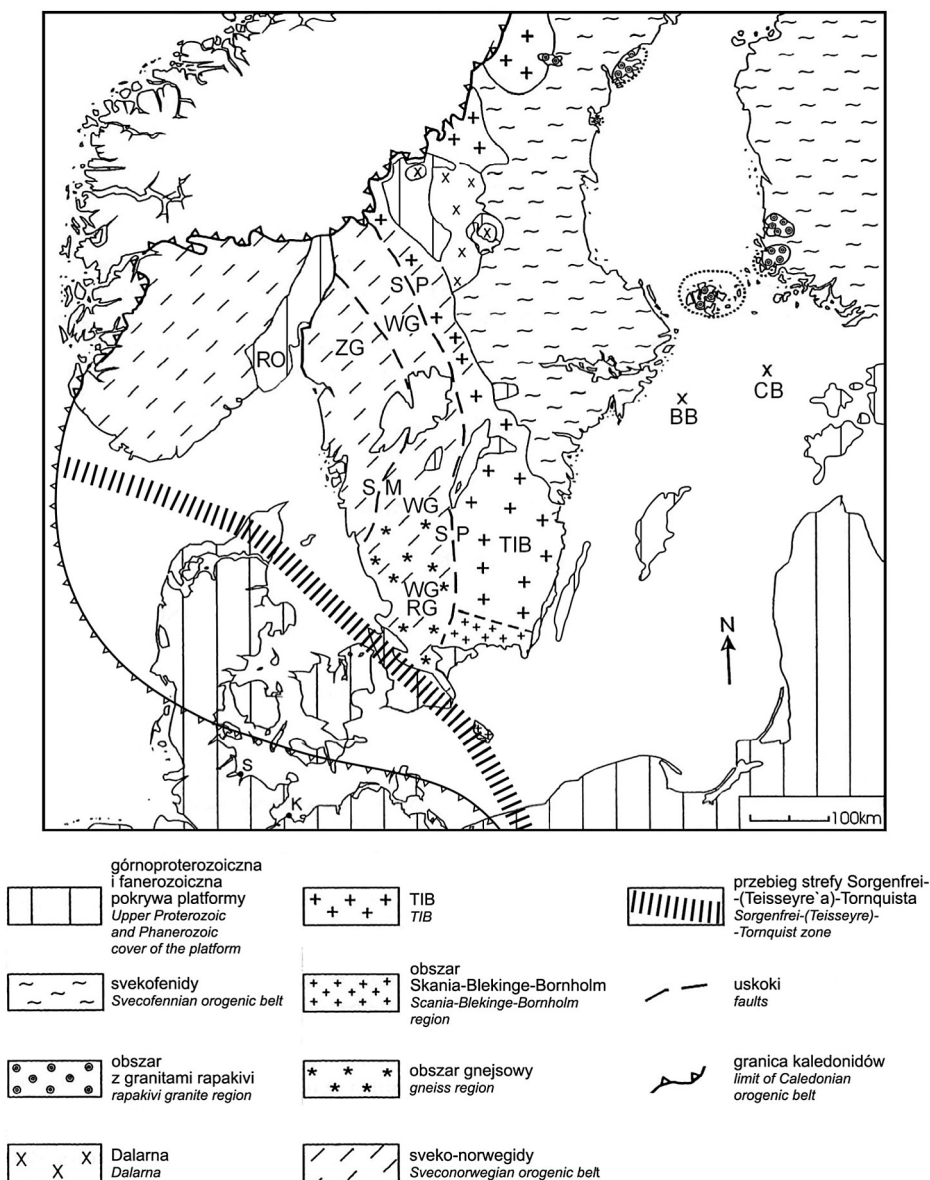 S P
WG
ZG
RO
x
BB
x
CB
S M
WG
S P
TIB
WG
RG
N
S
K
100km
górnoproterozoiczna
i fanerozoiczna
pokrywa platformy
Upper Proterozoic
and Phanerozoic
cover of the platform
TIB
TIB
przebieg strefy Sorgenfrei-
-(Teisseyre`a)-Tornquista
Sorgenfrei-(Teisseyre)-
-Tornquist zone
svekofenidy
Svecofennian orogenic belt
obszar
Skania-Blekinge-Bornholm
Scania-Blekinge-Bornholm
region
uskoki
faults
obszar
z granitami rapakivi
rapakivi granite region
obszar gnejsowy
gneiss region
granica kaledonidów
limit of Caledonian
orogenic belt
Dalarna
Dalarna
sveko-norwegidy
Sveconorwegian orogenic belt